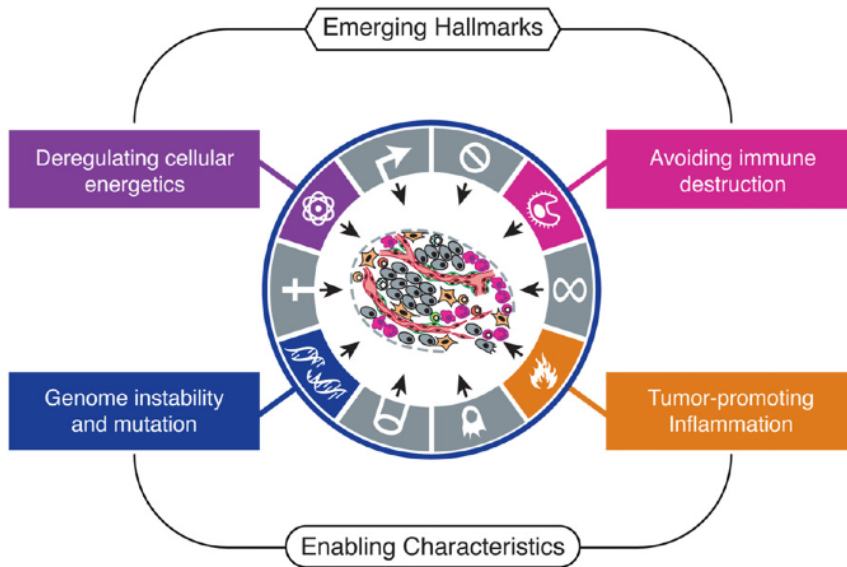 Emerging Hallmarks
Deregulating cellular
energetics
Avoiding immune
destruction
Genome instability
and mutation
Tumor-promoting
Inflammation
Enabling Characteristics